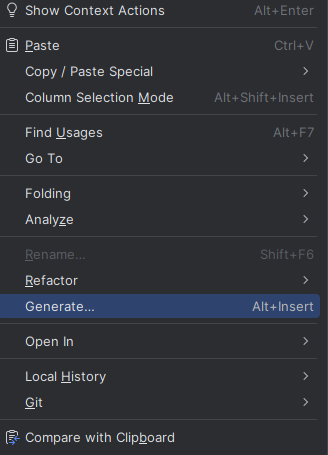 Show Context Actions Alt+Enter
Paste Ctrl+V
Copy / Paste Special
Column Selection Mode Alt+Shift+Insert
Find Usages Alt+F7
Go To
Folding
Analyze
Rename... Shift+F6
Refactor
Generate... Alt+Insert
Open In
Local History
Git
Compare with Clipboard